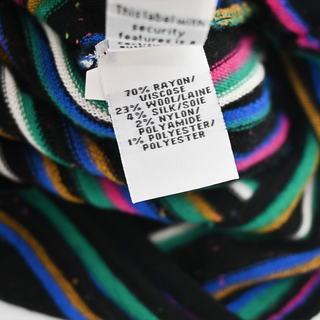 This label with
security
features is a
70% RAYON/
VISCOSE
23% WOOL/LAINE
4% SILK/SOIE
2% NYLON/
POLYAMIDE
1% POLYESTER/
POLYESTER